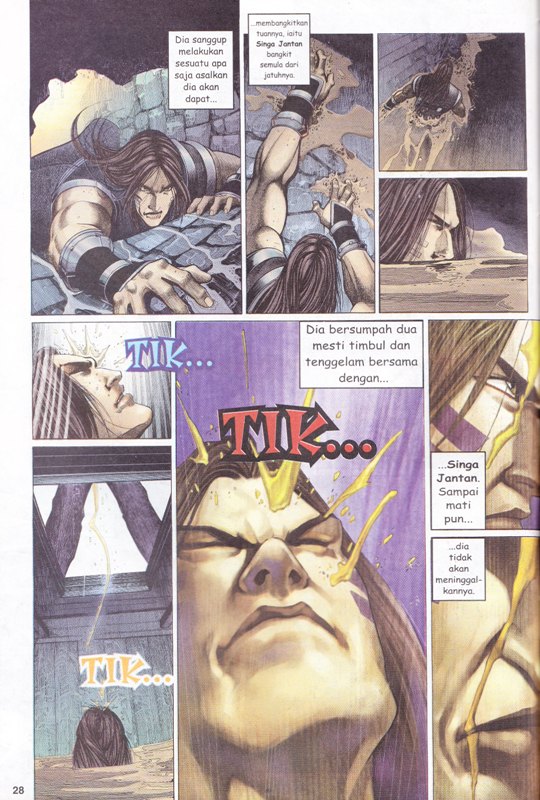 Dia sanggup
melakukan
sesuatu apa
saja asalkan
dia akan
dapat...
...membangkitkan
tuannya, iaitu
Singa Jantan
bangkit
semula dari
jatuhnya.
TIK...
Dia bersumpah dua
mesti timbul dan
tenggelam bersama
dengan...
TIK...
...Singa
Jantan.
Sampai
mati
pun...
TIK...
...dia
tidak
akan
meninggal-
kannya.
28